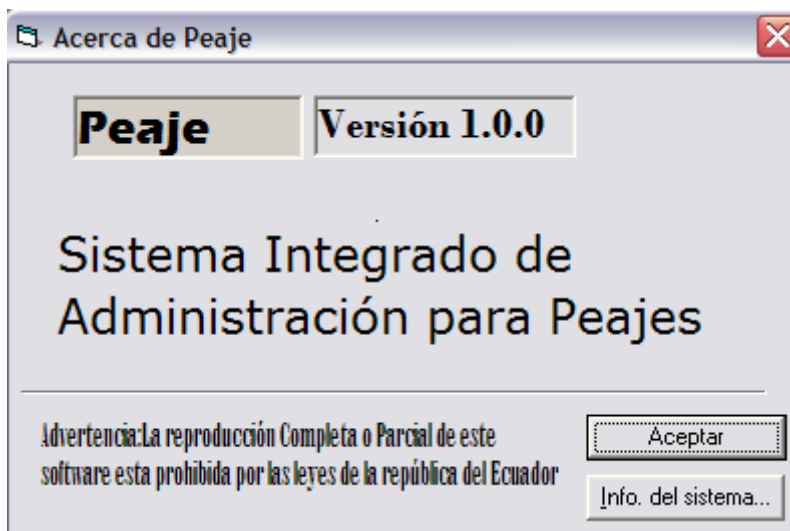 Acerca de Peaje
Peaje
Versión 1.0.0
Sistema Integrado de
Administración para Peajes
Advertencia:La reproducción Completa o Parcial de este
software esta prohibida por las leyes de la república del Ecuador
Aceptar
Info. del sistema...